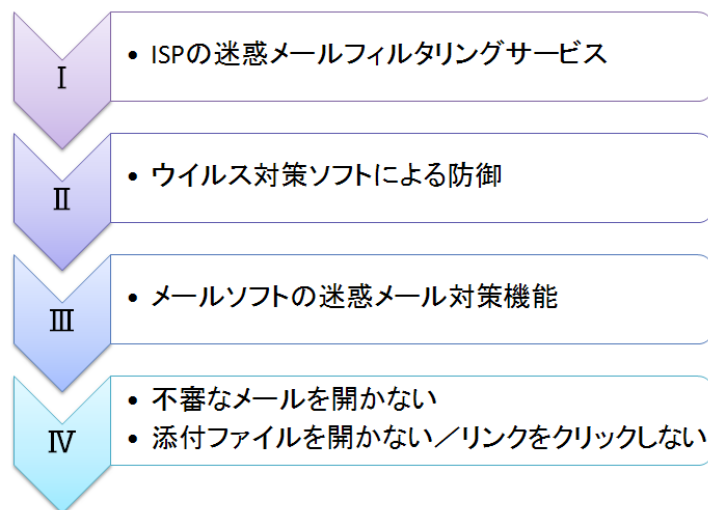 Ⅰ
• ISPの迷惑メールフィルタリングサービス
Ⅱ
• ウイルス対策ソフトによる防御
Ⅲ
• メールソフトの迷惑メール対策機能
Ⅳ
• 不審なメールを開かない
• 添付ファイルを開かない／リンクをクリックしない